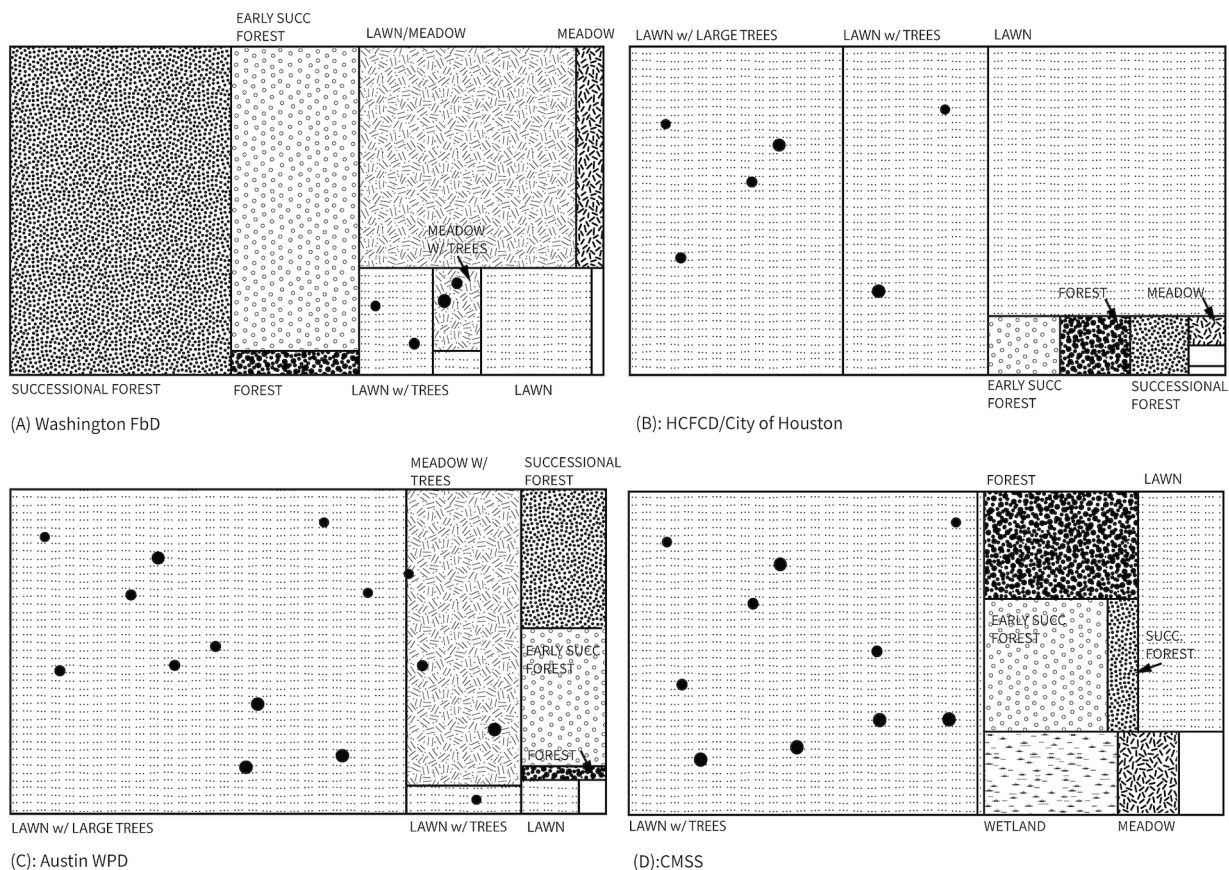 EARLY SUCC
FOREST
LAWN/MEADOW
MEADOW
MEADOW
W/ TREES
SUCCESSIONAL FOREST
FOREST
LAWN w/ TREES
LAWN
(A) Washington FbD
LAWN w/ LARGE TREES
LAWN w/ TREES
LAWN
FOREST
MEADOW
EARLY SUCC
FOREST
SUCCESSIONAL
FOREST
(B): HCFCD/City of Houston
MEADOW W/
TREES
SUCCESSIONAL
FOREST
EARLY SUCC
FOREST
FOREST
LAWN w/ LARGE TREES
LAWN w/ TREES
LAWN
(C): Austin WPD
FOREST
LAWN
EARLY SUCC
FOREST
SUCC.
FOREST
LAWN w/ TREES
WETLAND
MEADOW
(D):CMSS